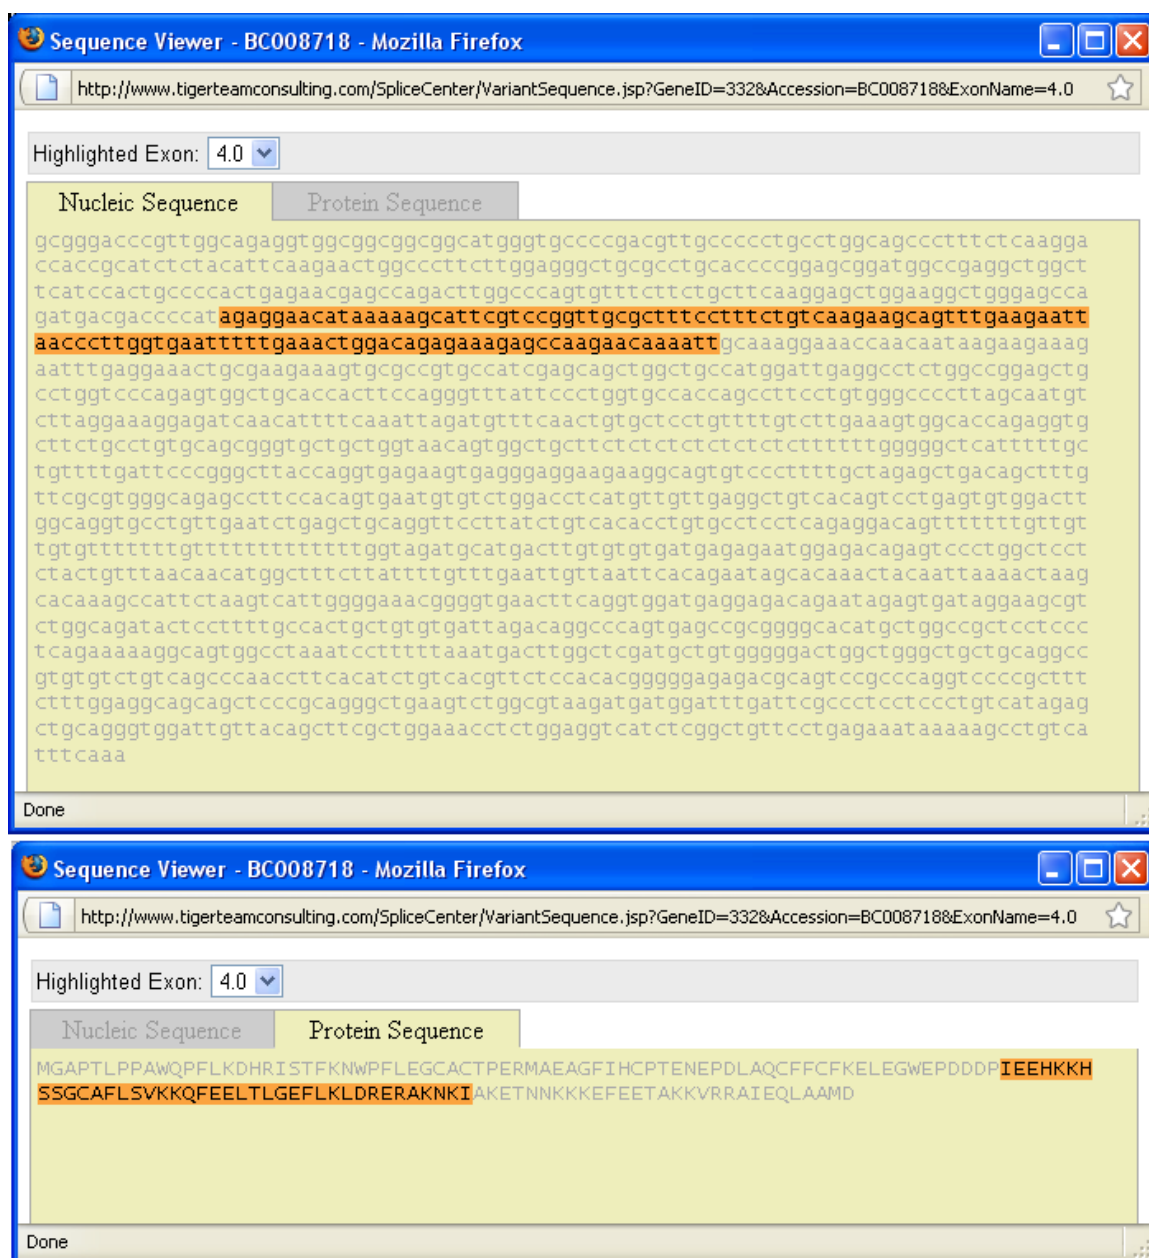 Sequence Viewer - BC008718 - Mozilla Firefox
http://www.tigerteamconsulting.com/SpliceCenter/VariantSequence.jsp?GeneID=332&Accession=BC008718&ExonName=4.0
Highlighted Exon: 4.0
Nucleic Sequence Protein Sequence
gcgggacccgttggcagaggtggcggcggcggcatgggtgccccgacgttgccccctgcctggcagccctttctcaagga
ccaccgcatctctacattcaagaactggcccttcttggagggctgcgcctgcaccccggagcggatggccgaggctggct
tcatccactgccccactgagaacgagccagacttggcccagtgtttcttctgcttcaaggagctggaaggctgggagcca
gatgacgaccccatagaggaacataaaaagcattcgtccggttgcgctttcctttctgtcaagaagcagtttgaagaatt
aacccttggtgaatttttgaaactggacagagaaagagccaagaacaaaattgcaaaggaaaccaacaataagaagaaag
aatttgaggaaactgcgaagaaagtgcgccgtgccatcgagcagctggctgccatggattgaggcctctggccggagctg
cctggtcccagagtggctgcaccacttccagggtttattccctggtgccaccagccttcctgtgggccccttagcaatgt
cttaggaaaggagatcaacattttcaaattagatgtttcaactgtgctcctgttttgtcttgaaagtggcaccagaggtg
cttctgcctgtgcagcgggtgctgctggtaacagtggctgcttctctctctctctctcttttttgggggctcatttttgc
tgttttgattcccgggcttaccaggtgagaagtgagggaggaagaaggcagtgtcccttttgctagagctgacagctttg
ttcgcgtgggcagagccttccacagtgaatgtgtctggacctcatgttgttgaggctgtcacagtcctgagtgtggactt
ggcaggtgcctgttgaatctgagctgcaggttccttatctgtcacacctgtgcctcctcagaggacagtttttttgttgt
tgtgtttttttgttttttttttttttggtagatgcatgacttgtgtgtgatgagagaatggagacagagtccctggctcct
ctactgtttaacaacatggctttcttattttgtttgaattgttaattcacagaatagcacaaactacaattaaaactaag
cacaaagccattctaagtcattggggaaacggggtgaacttcaggtggatgaggagacagaatagagtgataggaagcgt
ctggcagatactccttttgccactgctgtgtgattagacaggcccagtgagccgcggggcacatgctggccgctcctccc
tcagaaaaaggcagtggcctaaatcctttttaaatgacttggctcgatgctgtgggggactggctgggctgctgcaggcc
gtgtgtctgtcagcccaaccttcacatctgtcacgttctccacacgggggagagacgcagtccgcccaggtccccgcttt
ctttggaggcagcagctcccgcagggctgaagtctggcgtaagatgatggatttgattcgccctcctccctgtcatagag
ctgcagggtggattgttacagcttcgctggaaacctctggaggtcatctcggctgttcctgagaaataaaaagcctgtca
tttcaaa
Done
Sequence Viewer - BC008718 - Mozilla Firefox
http://www.tigerteamconsulting.com/SpliceCenter/VariantSequence.jsp?GeneID=332&Accession=BC008718&ExonName=4.0
Highlighted Exon: 4.0
Nucleic Sequence Protein Sequence
MGAPTLPPAWQPFLKDHRISTFKNWPFLEGCACTPERMAEAGFIHCPTENEPDLAQCFFCFKELEGWEPDDDPIEEHKKH
SSGCAFLSVKKQFEELTLGEFLKLDRERAKNKIAKETNNKKKEFEETAKKVRRAIEQLAAMD
Done